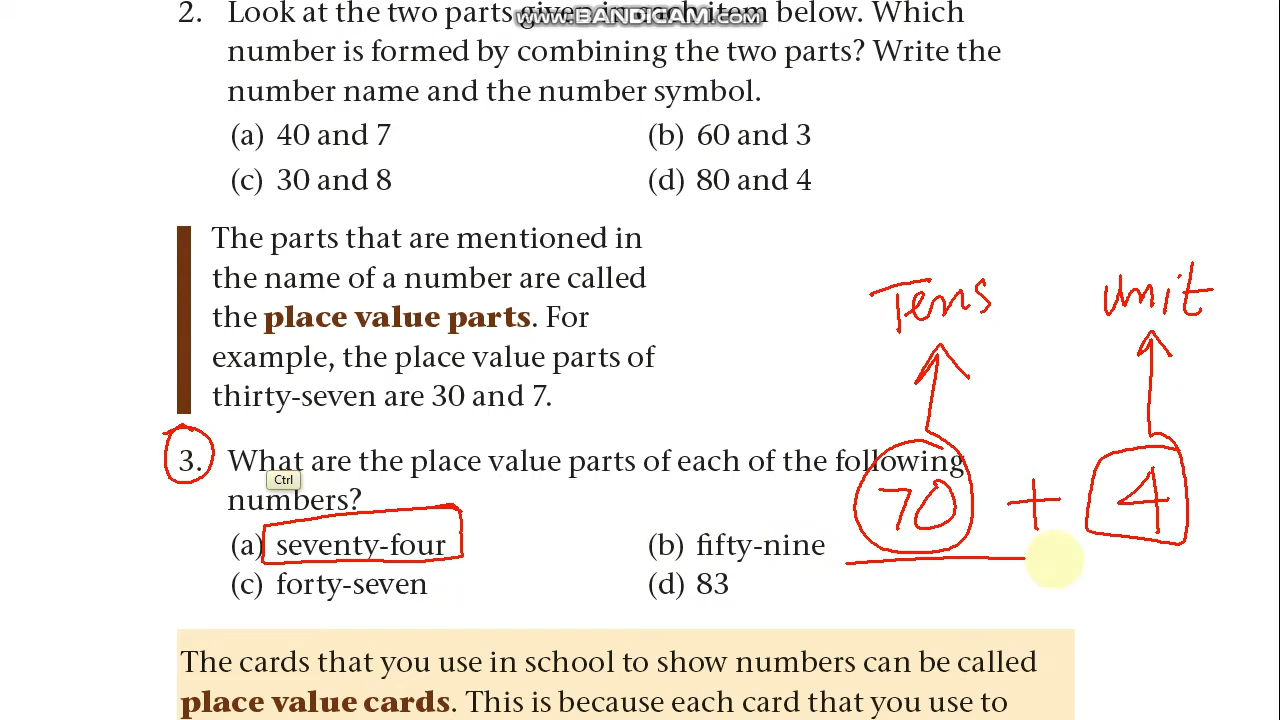 2. Look at the two parts given in each item below. Which
www.BANDICAM.com
number is formed by combining the two parts? Write the
number name and the number symbol.
(a) 40 and 7 (b) 60 and 3
(c) 30 and 8 (d) 80 and 4
The parts that are mentioned in
the name of a number are called
the place value parts. For
example, the place value parts of
thirty-seven are 30 and 7.
Tens unit
3. What are the place value parts of each of the following
Ctrl
numbers?
70 + 4
(a) seventy-four (b) fifty-nine
(c) forty-seven (d) 83
The cards that you use in school to show numbers can be called
place value cards. This is because each card that you use to